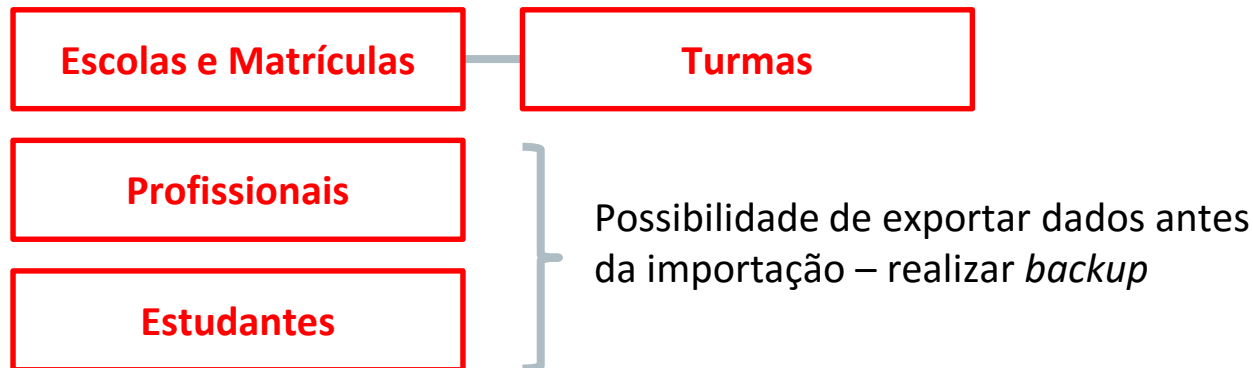 Escolas e Matrículas
Turmas
Profissionais
Possibilidade de exportar dados antes
da importação – realizar backup
Estudantes